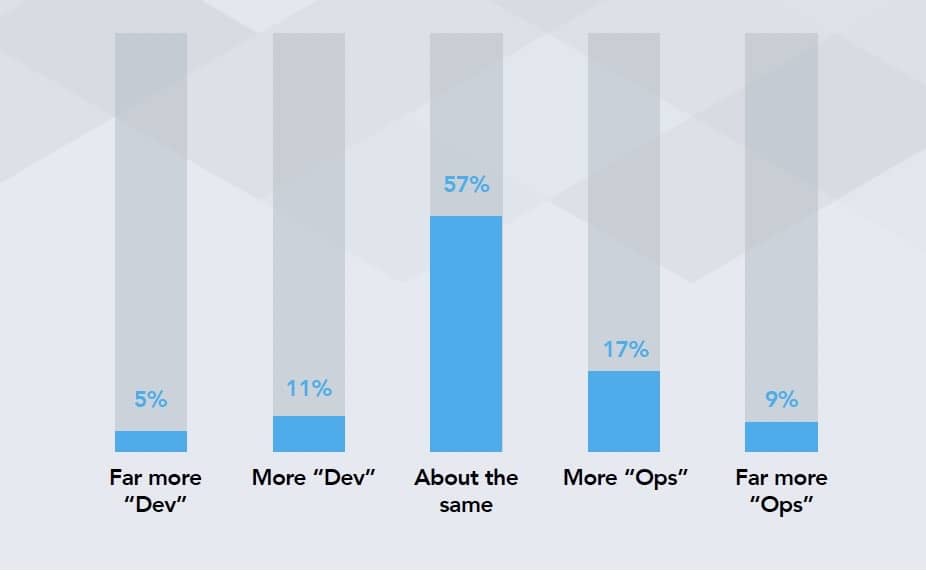 57%
17%
11%
5%
9%
Far more
“Dev”
More “Dev”
About the
same
More “Ops”
Far more
“Ops”